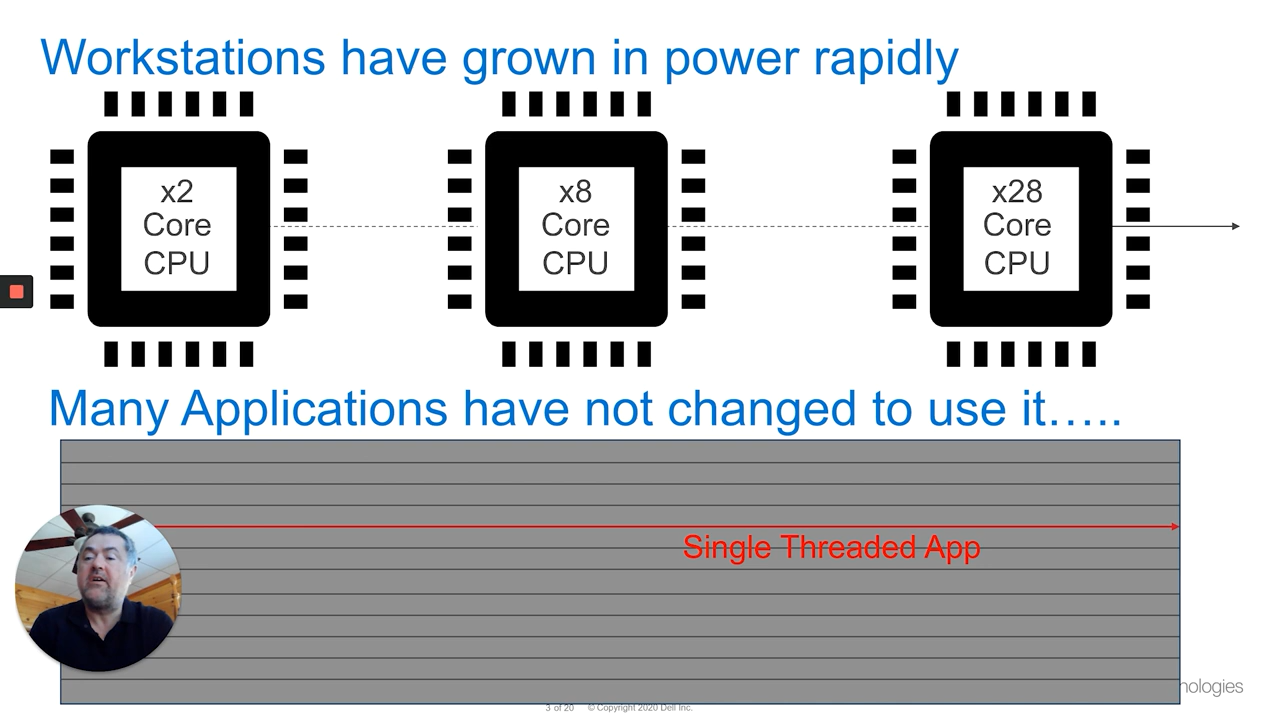 Workstations have grown in power rapidly
x2
Core
CPU
x8
Core
CPU
x28
Core
CPU
Many Applications have not changed to use it…..
Single Threaded App
nologies
3 of 20 © Copyright 2020 Dell Inc.